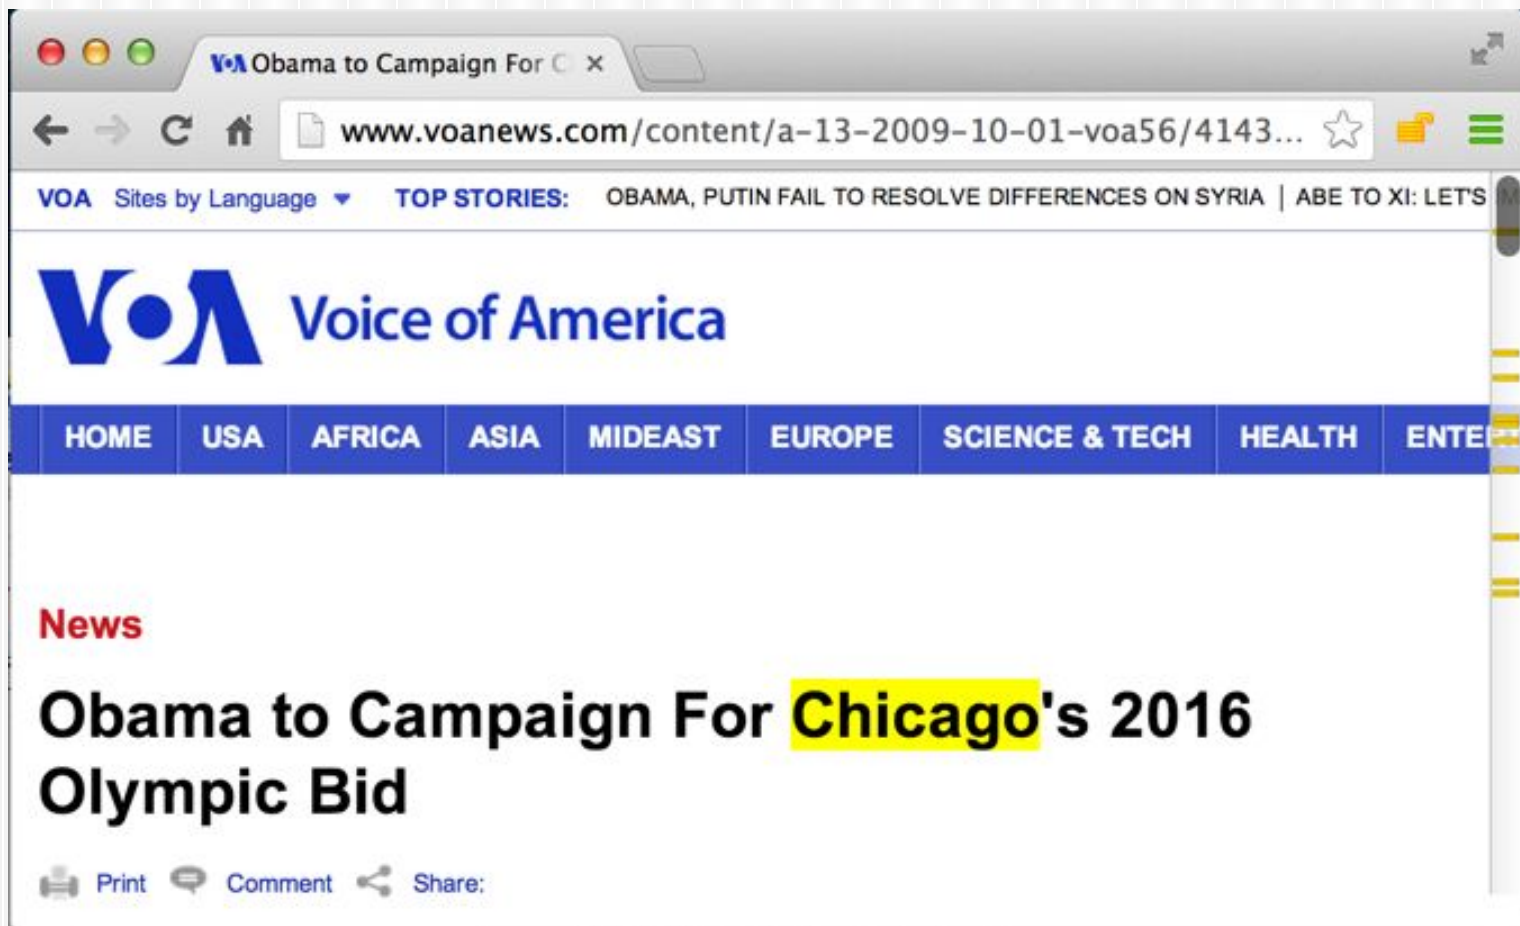 VOA Obama to Campaign For C
www.voanews.com/content/a-13-2009-10-01-voa56/4143...
VOA Sites by Language TOP STORIES: OBAMA, PUTIN FAIL TO RESOLVE DIFFERENCES ON SYRIA | ABE TO XI: LET'S
VOA Voice of America
HOME USA AFRICA ASIA MIDEAST EUROPE SCIENCE & TECH HEALTH
News
Obama to Campaign For Chicago's 2016
Olympic Bid
Print Comment Share: